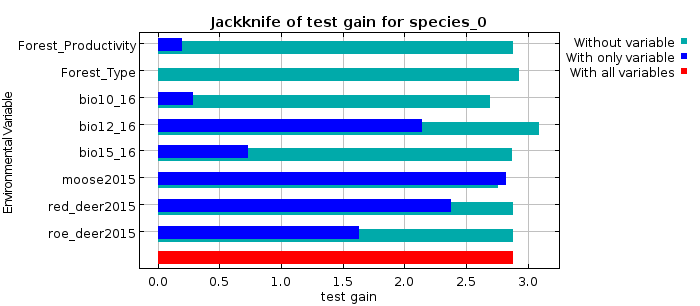 Jackknife of test gain for species_0
Environmental Variable
Forest_Productivity
Forest_Type
bio10_16
bio12_16
bio15_16
moose2015
red_deer2015
roe_deer2015
0.0 0.5 1.0 1.5 2.0 2.5 3.0
test gain
Without variable
With only variable
With all variables